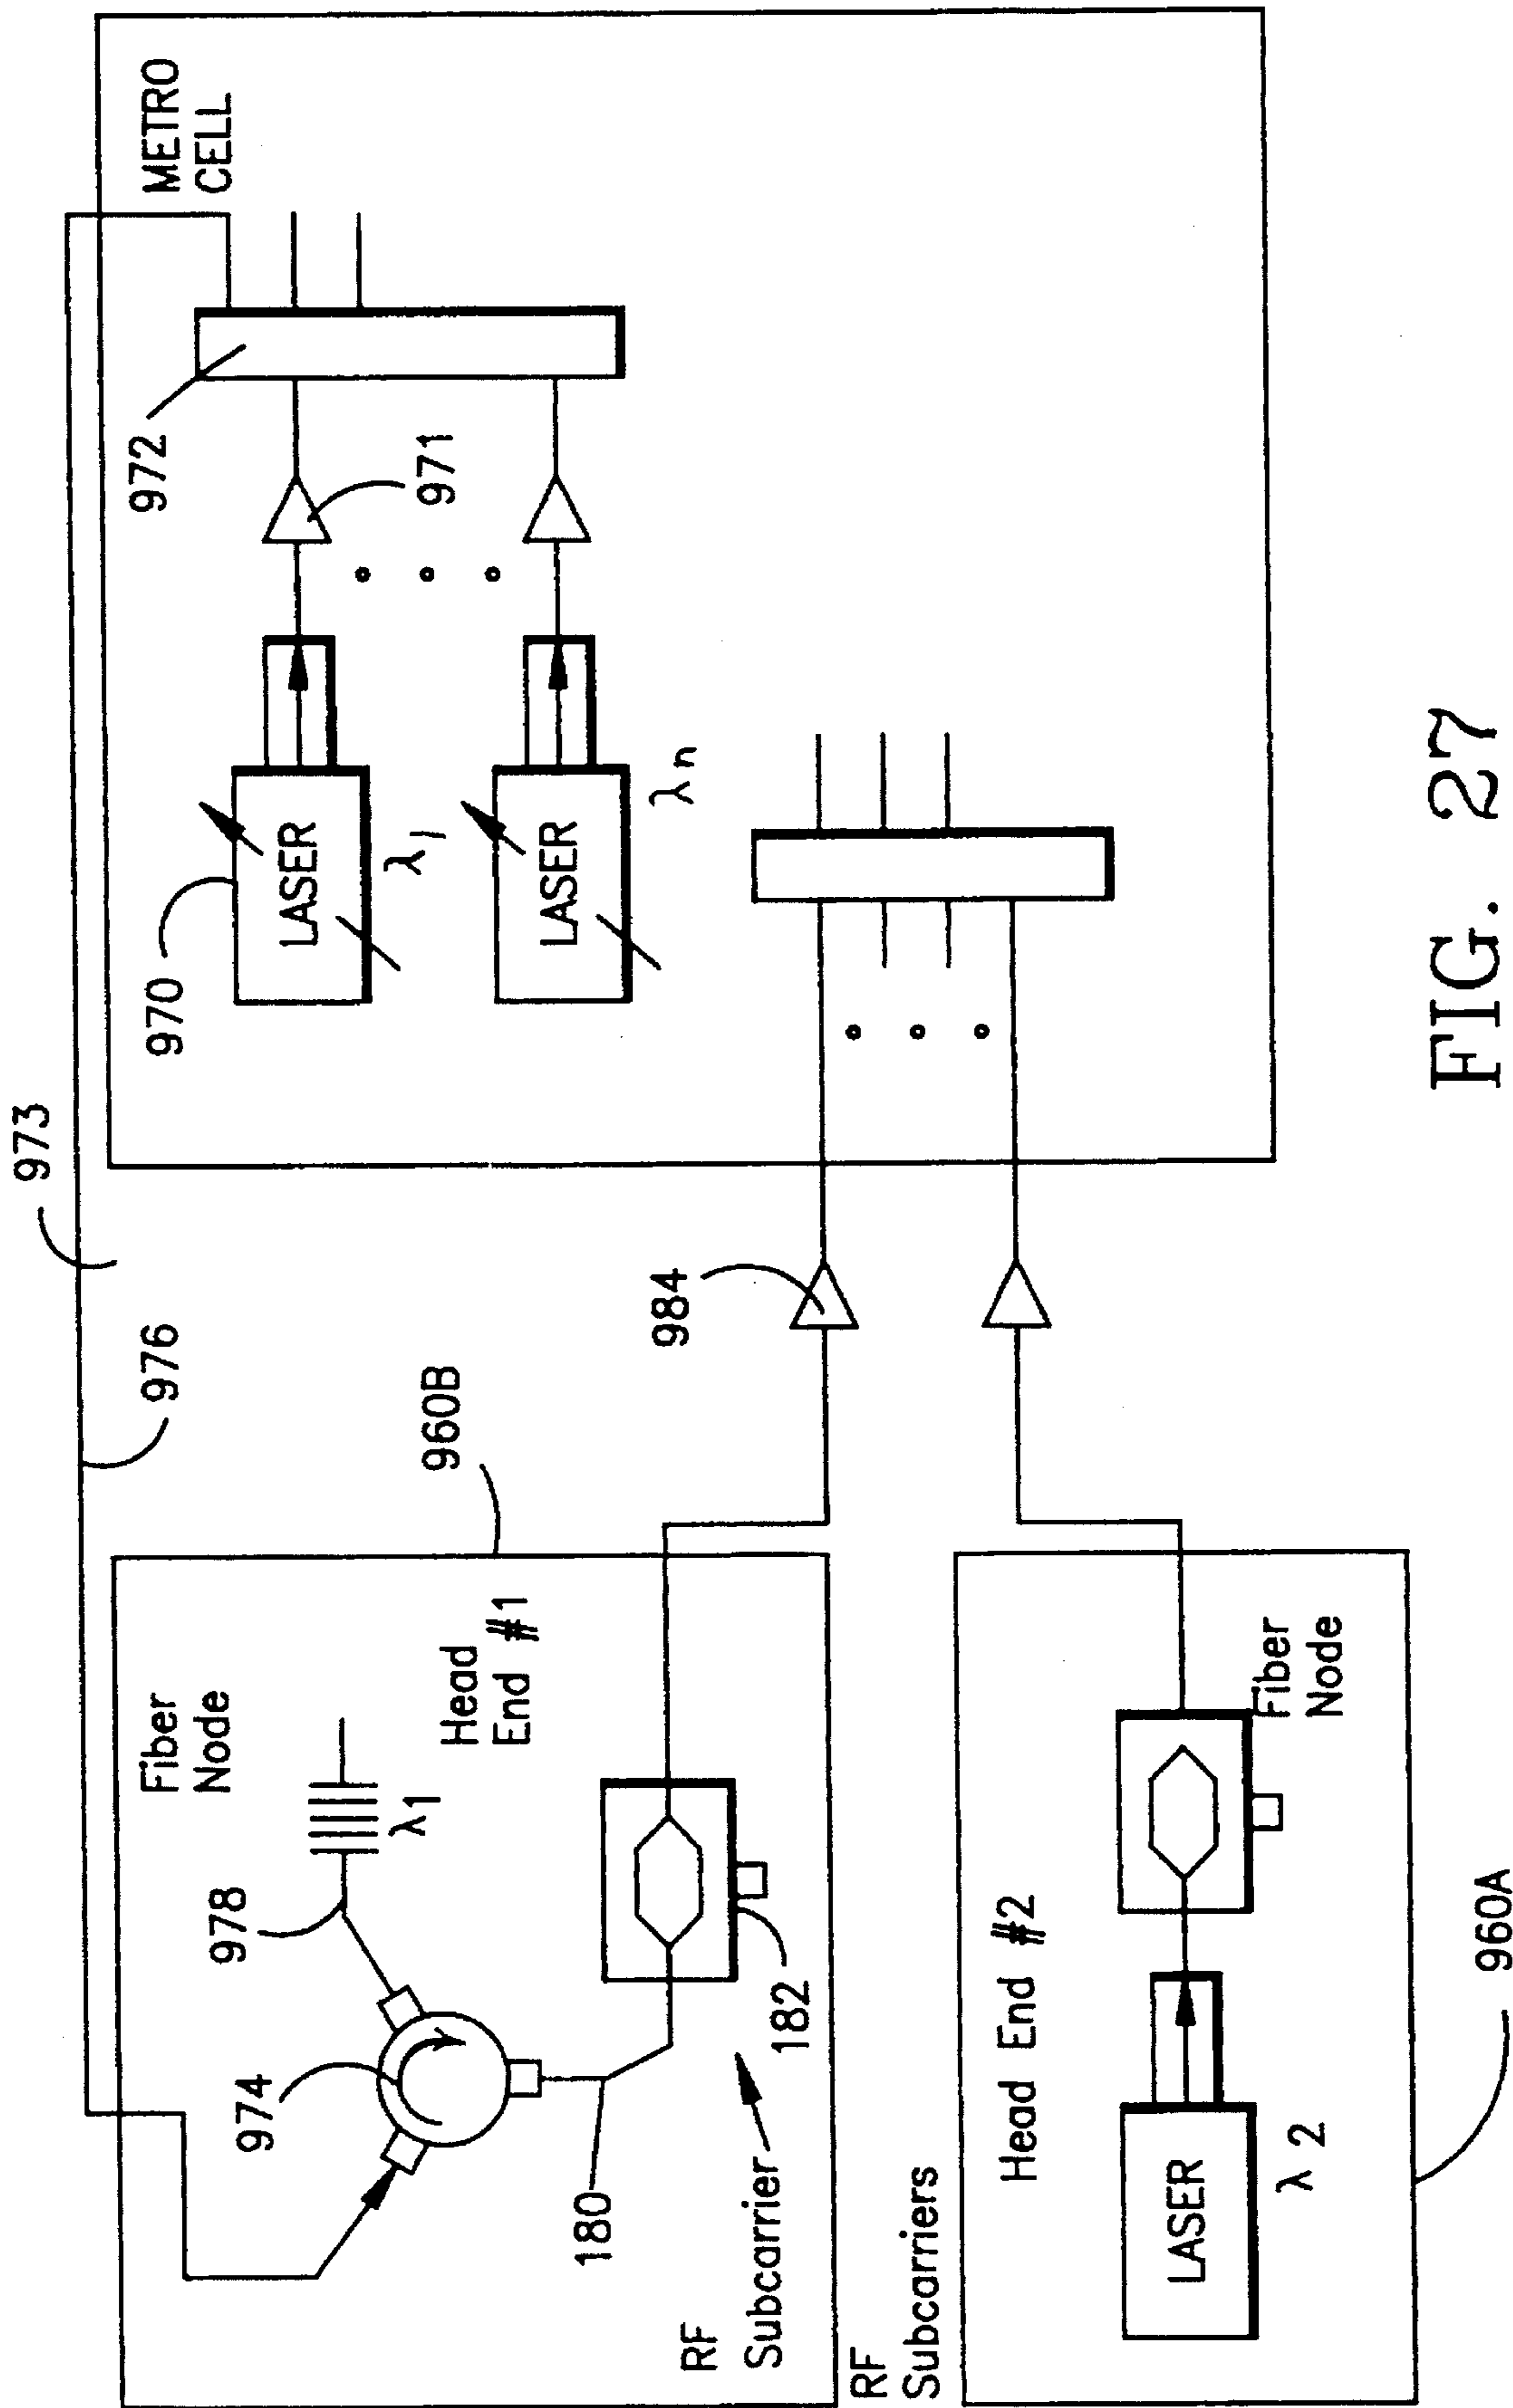 973
976
METRO
CELL
972
971
970
LASER
λ1
LASER
λn
984
960B
Fiber
Node
Head
End #1
978
λ1
974
180
182
RF
Subcarrier
RF
Subcarriers
Head End #2
LASER
λ2
Fiber
Node
960A
FIG. 27